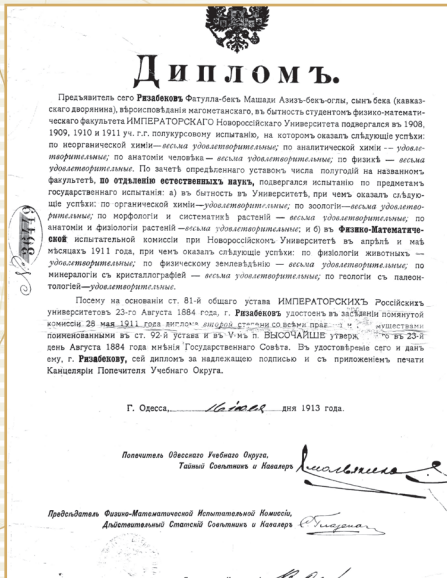 Дипломъ.
Предъявитель сего Ризабековъ Фатулла-бекъ Машади Азизъ-бекъ-оглы, сынъ бека (кавказ-
скаго дворянина), вѣроисповѣданія магометанскаго, въ бытность студентомъ физико-математи-
ческаго факультета ИМПЕРАТОРСКАГО Новороссійскаго Университета подвергался въ 1908,
1909, 1910 и 1911 уч. г.г. полукурсовому испытанію, на которомъ оказалъ слѣдующіе успѣхи:
по неорганической химіи—весьма удовлетворительные; по аналитической химіи —удовле-
творительные; по анатоміи человѣка—весьма удовлетворительные; по физикѣ — весьма
удовлетворительные. По зачетѣ опредѣленнаго уставомъ числа полугодій на названномъ
факультетѣ, по отдѣленію естественныхъ наукъ, подвергался испытанію по предметамъ
государственнаго испытанія: а) въ бытность въ Университетѣ, при чемъ оказалъ слѣдую-
щіе успѣхи: по органической химіи—удовлетворительные; по зоологіи—весьма удовлетво-
рительные; по морфологіи и систематикѣ растеній — весьма удовлетворительные; по
анатоміи и физіологіи растеній —весьма удовлетворительные; и б) въ Физико-Математиче-
ской испытательной комиссіи при Новороссійскомъ Университетѣ въ апрѣлѣ и маѣ
мѣсяцахъ 1911 года, при чемъ оказалъ слѣдующіе успѣхи: по физіологіи животныхъ —
удовлетворительные; по физическому землевѣдѣнію — весьма удовлетворительные; по
минералогіи съ кристаллографіей — весьма удовлетворительные; по геологіи съ палеон-
тологіей—удовлетворительные.
Посему на основаніи ст. 81-й общаго устава ИМПЕРАТОРСКИХЪ Россійскихъ
университетовъ 23-го Августа 1884 года, г. Ризабековъ удостоенъ въ засѣданіи помянутой
комиссіи 28 мая 1911 года диплома второй степени со всѣми прав и муществами
поименованными въ ст. 92-й устава и въ V-мъ п. ВЫСОЧАЙШЕ утверж го въ 23-й
день Августа 1884 года мнѣнія Государственнаго Совѣта. Въ удостовѣреніе сего и данъ
ему, г. Ризабекову, сей дипломъ за надлежащею подписью и съ приложеніемъ печати
Канцеляріи Попечителя Учебнаго Округа.
№ 36449
Г. Одесса, 16 дня 1913 года.
Попечитель Одесскаго Учебнаго Округа,
Тайный Совѣтникъ и Кавалеръ
Предсѣдатель Физико-Математической Испытательной Комиссіи,
Дѣйствительный Статскій Совѣтникъ и Кавалеръ